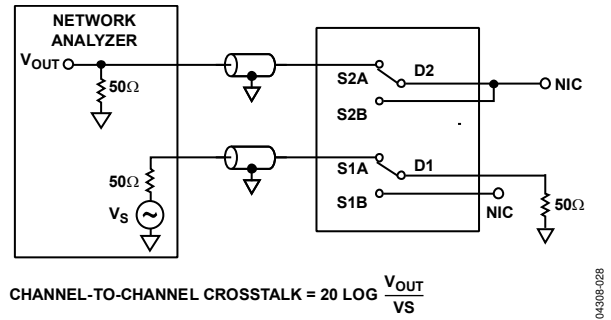 NETWORK
ANALYZER
VOUT
50Ω
50Ω
VS
S2A
D2
S2B
NIC
S1A
D1
S1B
NIC
50Ω
CHANNEL-TO-CHANNEL CROSSTALK = 20 LOG VOUT
VS
04308-028